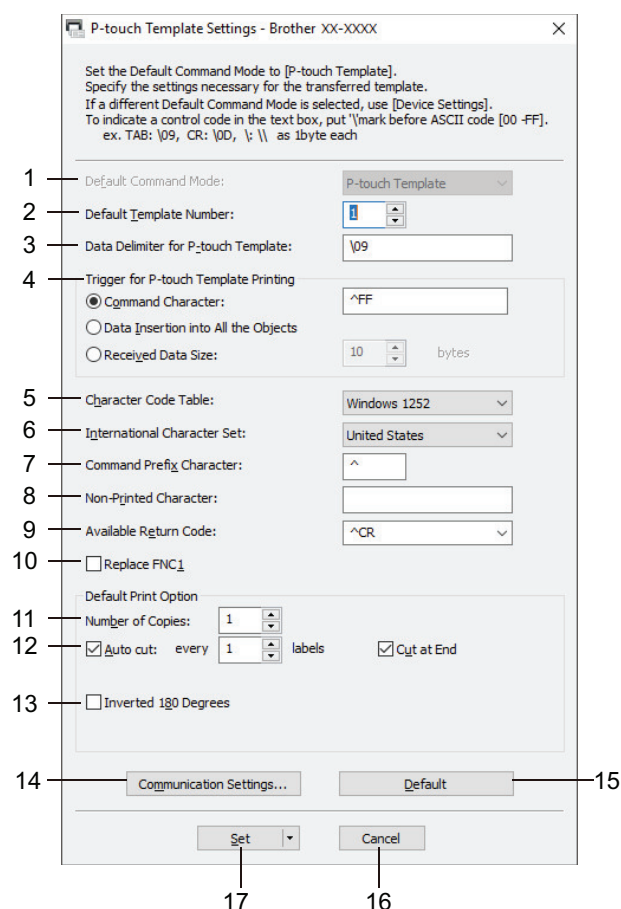 P-touch Template Settings - Brother XX-XXXX
Set the Default Command Mode to [P-touch Template].
Specify the settings necessary for the transferred template.
If a different Default Command Mode is selected, use [Device Settings].
To indicate a control code in the text box, put '\'mark before ASCII code [00 -FF].
ex. TAB: \09, CR: \0D, \: \\ as 1byte each
1 Default Command Mode: P-touch Template
2 Default Template Number: 1
3 Data Delimiter for P-touch Template: \09
4 Trigger for P-touch Template Printing
Command Character: ^FF
Data Insertion into All the Objects
Received Data Size: 10 bytes
5 Character Code Table: Windows 1252
6 International Character Set: United States
7 Command Prefix Character: ^
8 Non-Printed Character:
9 Available Return Code: ^CR
10 Replace FNC1
Default Print Option
11 Number of Copies: 1
12 Auto cut: every 1 labels Cut at End
13 Inverted 180 Degrees
14 Communication Settings... Default 15
Set Cancel
17 16